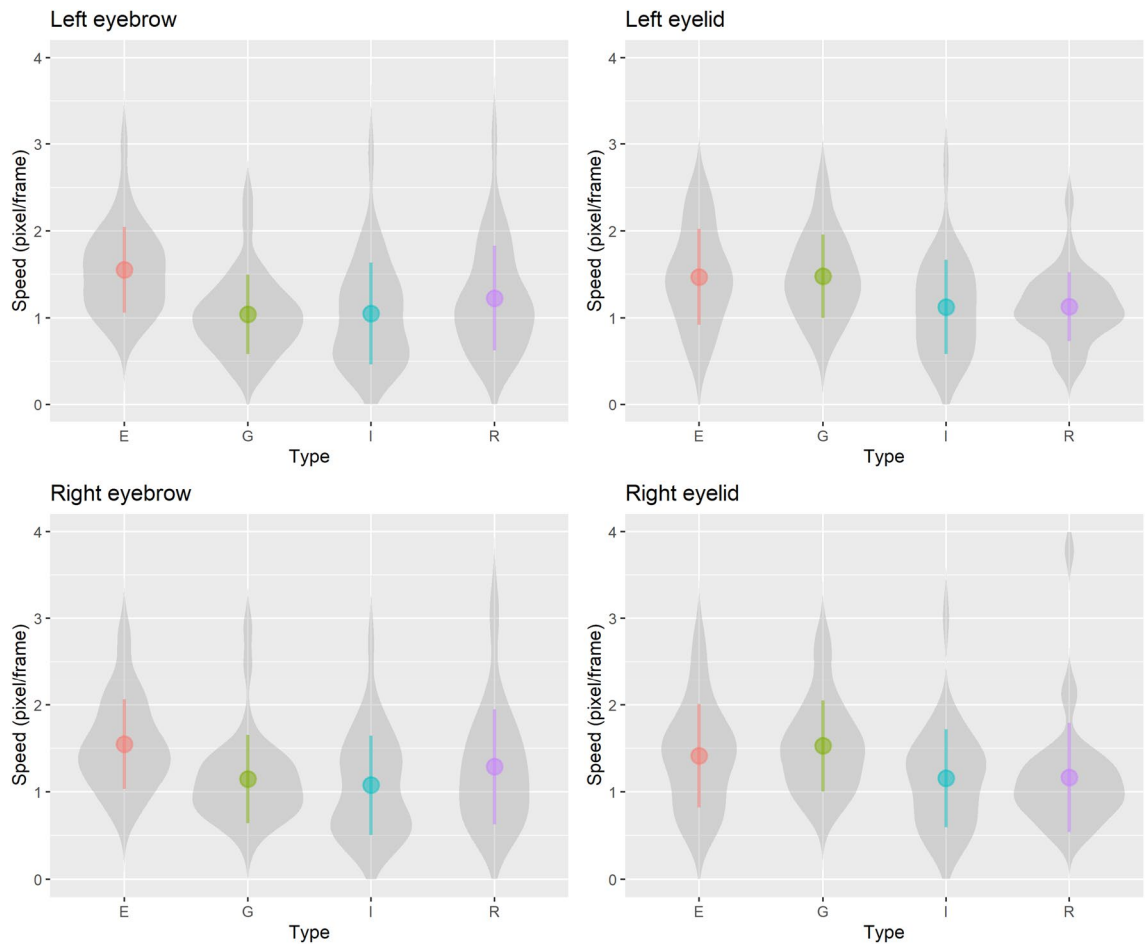 Left eyebrow
4
3
2
1
0
Speed (pixel/frame)
E G I R
Type
Left eyelid
4
3
2
1
0
Speed (pixel/frame)
E G I R
Type
Right eyebrow
4
3
2
1
0
Speed (pixel/frame)
E G I R
Type
Right eyelid
4
3
2
1
0
Speed (pixel/frame)
E G I R
Type